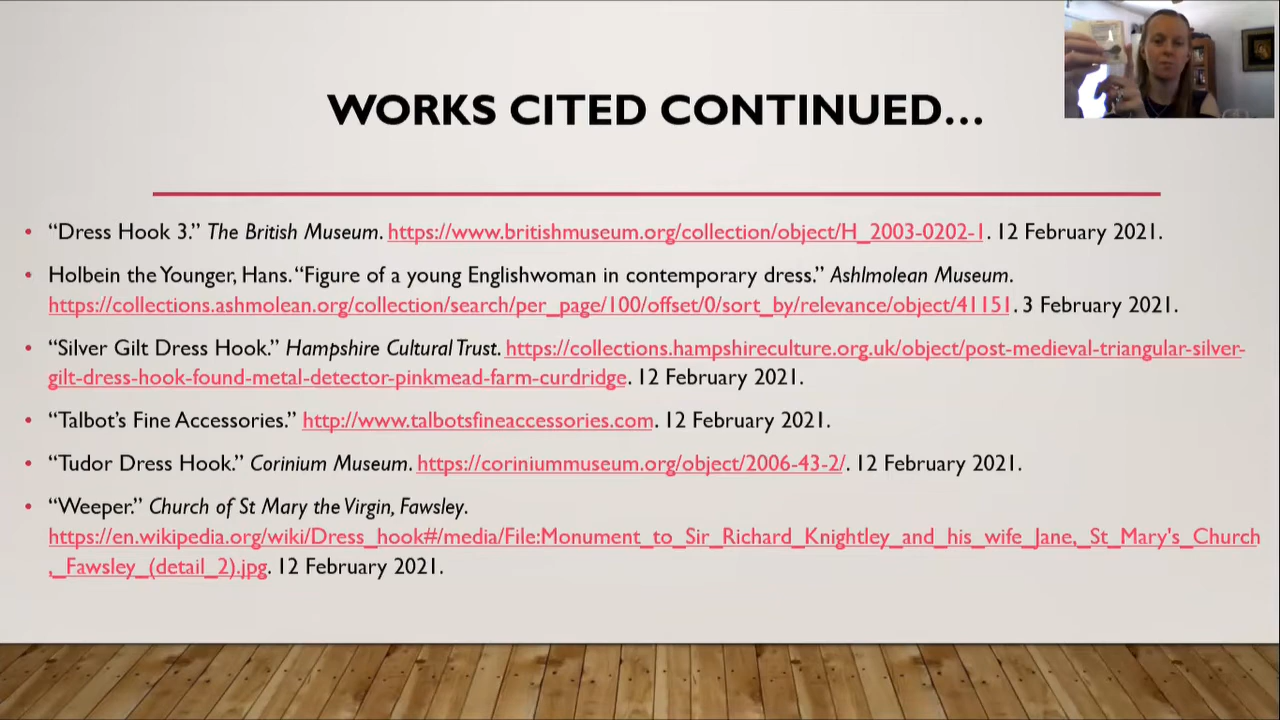 WORKS CITED CONTINUED...
• “Dress Hook 3.” The British Museum. https://www.britishmuseum.org/collection/object/H_2003-0202-1. 12 February 2021.
• Holbein the Younger, Hans. “Figure of a young Englishwoman in contemporary dress.” Ashlmolean Museum.
https://collections.ashmolean.org/collection/search/per_page/100/offset/0/sort_by/relevance/object/41151. 3 February 2021.
• “Silver Gilt Dress Hook.” Hampshire Cultural Trust. https://collections.hampshireculture.org.uk/object/post-medieval-triangular-silver-
gilt-dress-hook-found-metal-detector-pinkmead-farm-curdridge. 12 February 2021.
• “Talbot’s Fine Accessories.” http://www.talbotsfineaccessories.com. 12 February 2021.
• “Tudor Dress Hook.” Corinium Museum. https://coriniummuseum.org/object/2006-43-2/. 12 February 2021.
• “Weeper.” Church of St Mary the Virgin, Fawsley.
https://en.wikipedia.org/wiki/Dress_hook#/media/File:Monument_to_Sir_Richard_Knightley_and_his_wife_Jane,_St_Mary's_Church
,_Fawsley_(detail_2).jpg. 12 February 2021.